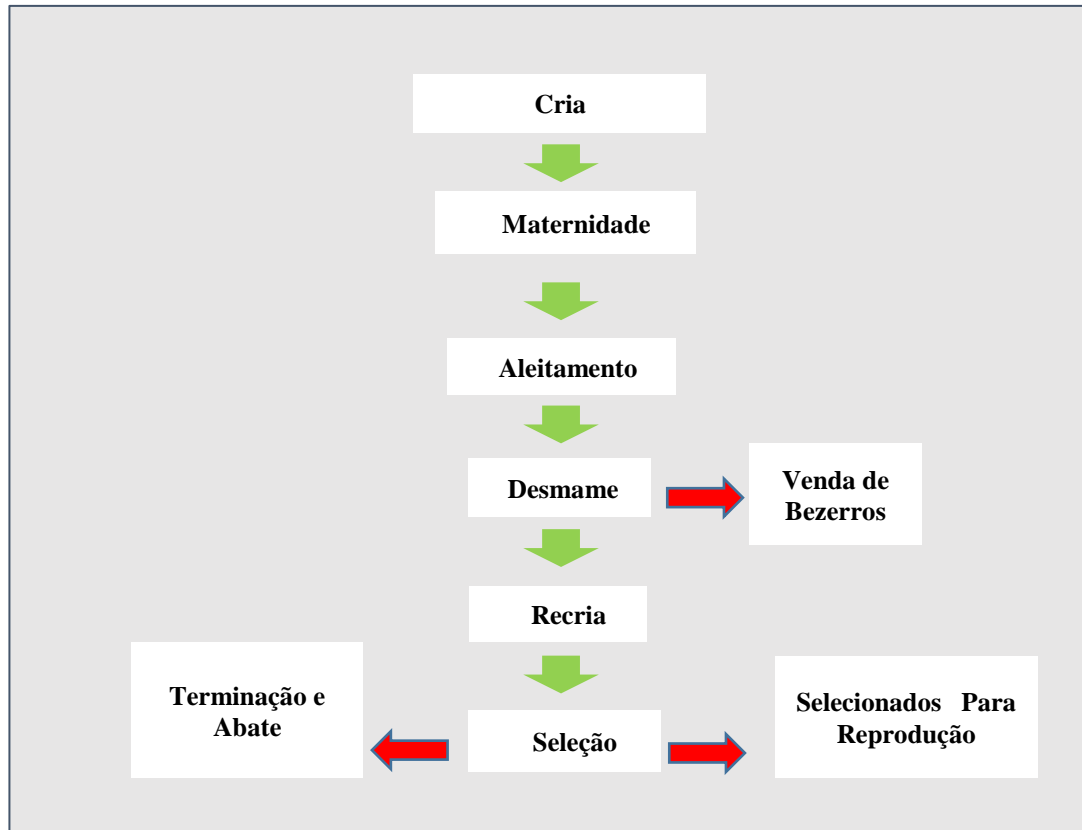 Cria
Maternidade
Aleitamento
Desmame
Venda de
Bezerros
Recria
Terminação e
Abate
Seleção
Selecionados Para
Reprodução